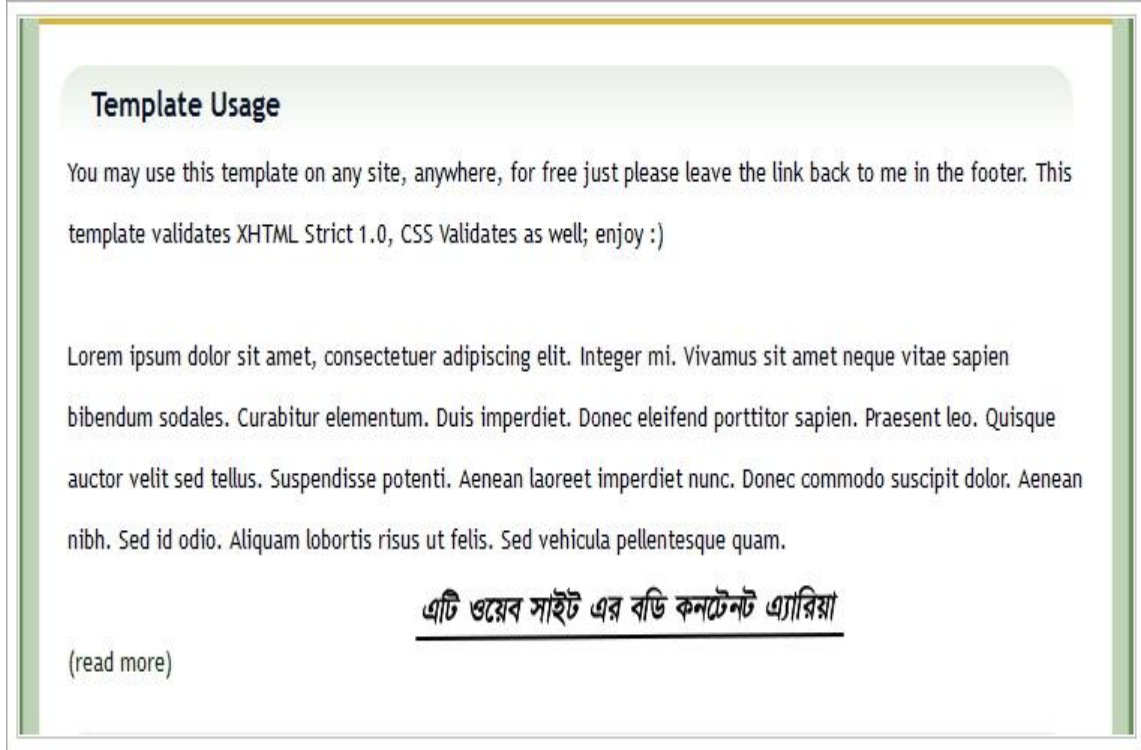 Template Usage
You may use this template on any site, anywhere, for free just please leave the link back to me in the footer. This
template validates XHTML Strict 1.0, CSS Validates as well; enjoy :)
Lorem ipsum dolor sit amet, consectetuer adipiscing elit. Integer mi. Vivamus sit amet neque vitae sapien
bibendum sodales. Curabitur elementum. Duis imperdiet. Donec eleifend porttitor sapien. Praesent leo. Quisque
auctor velit sed tellus. Suspendisse potenti. Aenean laoreet imperdiet nunc. Donec commodo suscipit dolor. Aenean
nibh. Sed id odio. Aliquam lobortis risus ut felis. Sed vehicula pellentesque quam.
এটি ওয়েব সাইট এর বডি কনটেনট এ্যারিয়া
(read more)